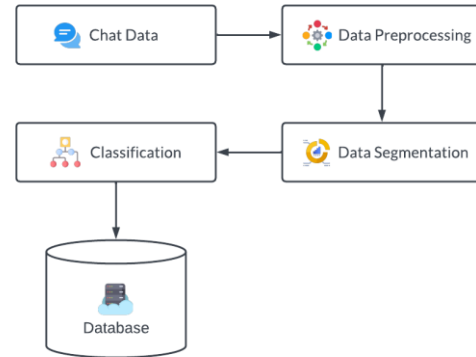 Chat Data
Data Preprocessing
Data Segmentation
Classification
Database